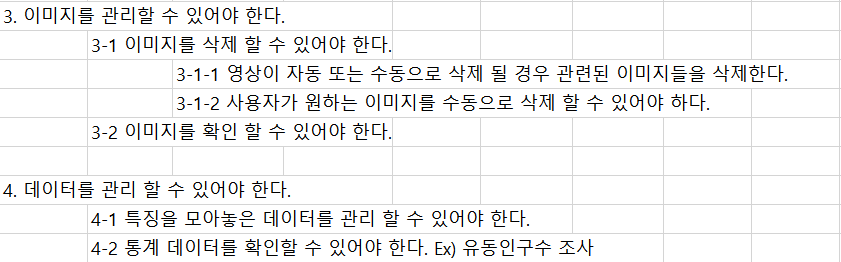 3. 이미지를 관리할 수 있어야 한다.
3-1 이미지를 삭제 할 수 있어야 한다.
3-1-1 영상이 자동 또는 수동으로 삭제 될 경우 관련된 이미지들을 삭제한다.
3-1-2 사용자가 원하는 이미지를 수동으로 삭제 할 수 있어야 하다.
3-2 이미지를 확인 할 수 있어야 한다.
4. 데이터를 관리 할 수 있어야 한다.
4-1 특징을 모아놓은 데이터를 관리 할 수 있어야 한다.
4-2 통계 데이터를 확인할 수 있어야 한다. Ex) 유동인구수 조사